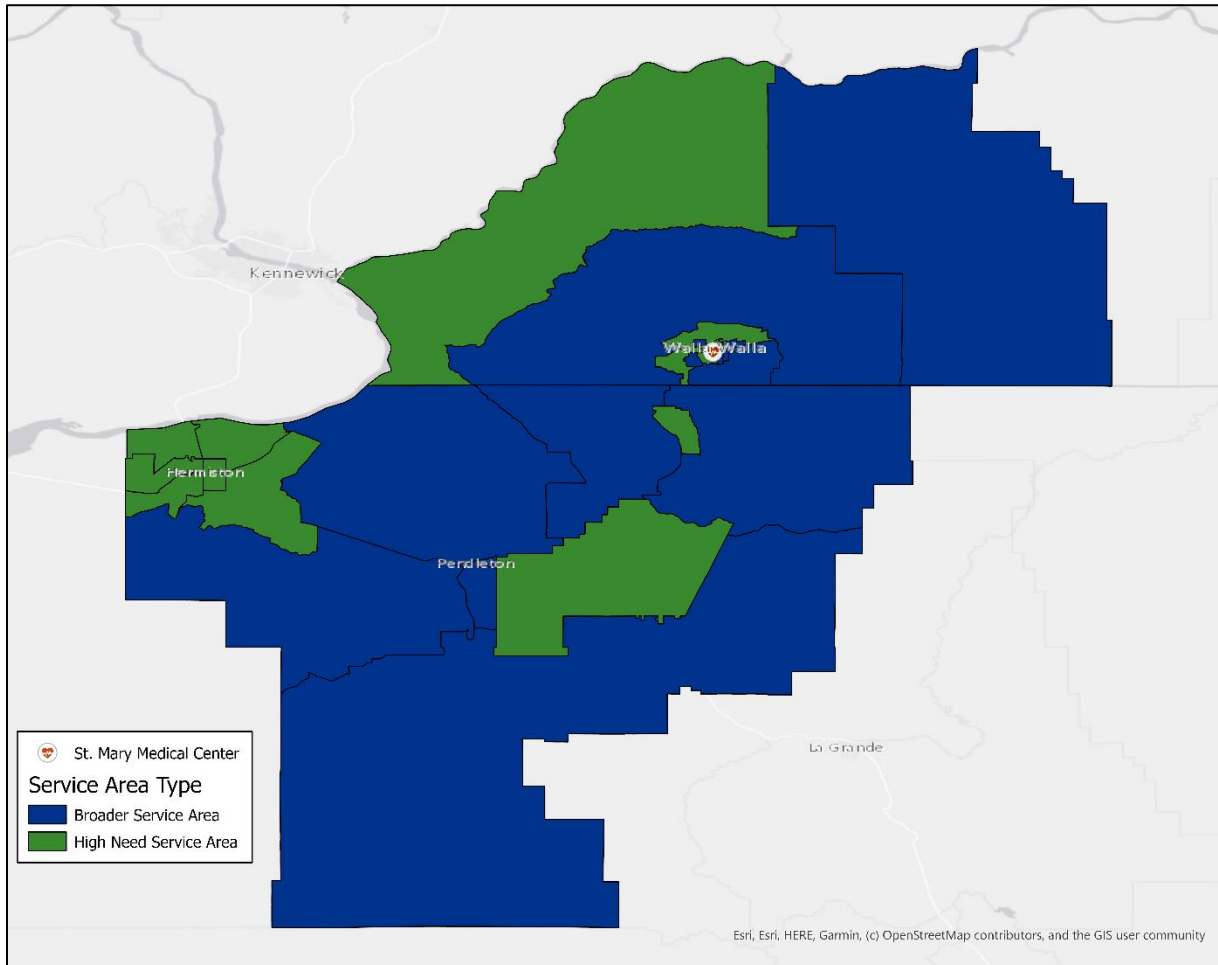 Kennewick
Walla Walla
Hermiston
Pendleton
La Grande
St. Mary Medical Center
Service Area Type
Broader Service Area
High Need Service Area
Esri, Esri, HERE, Garmin, (c) OpenStreetMap contributors, and the GIS user community